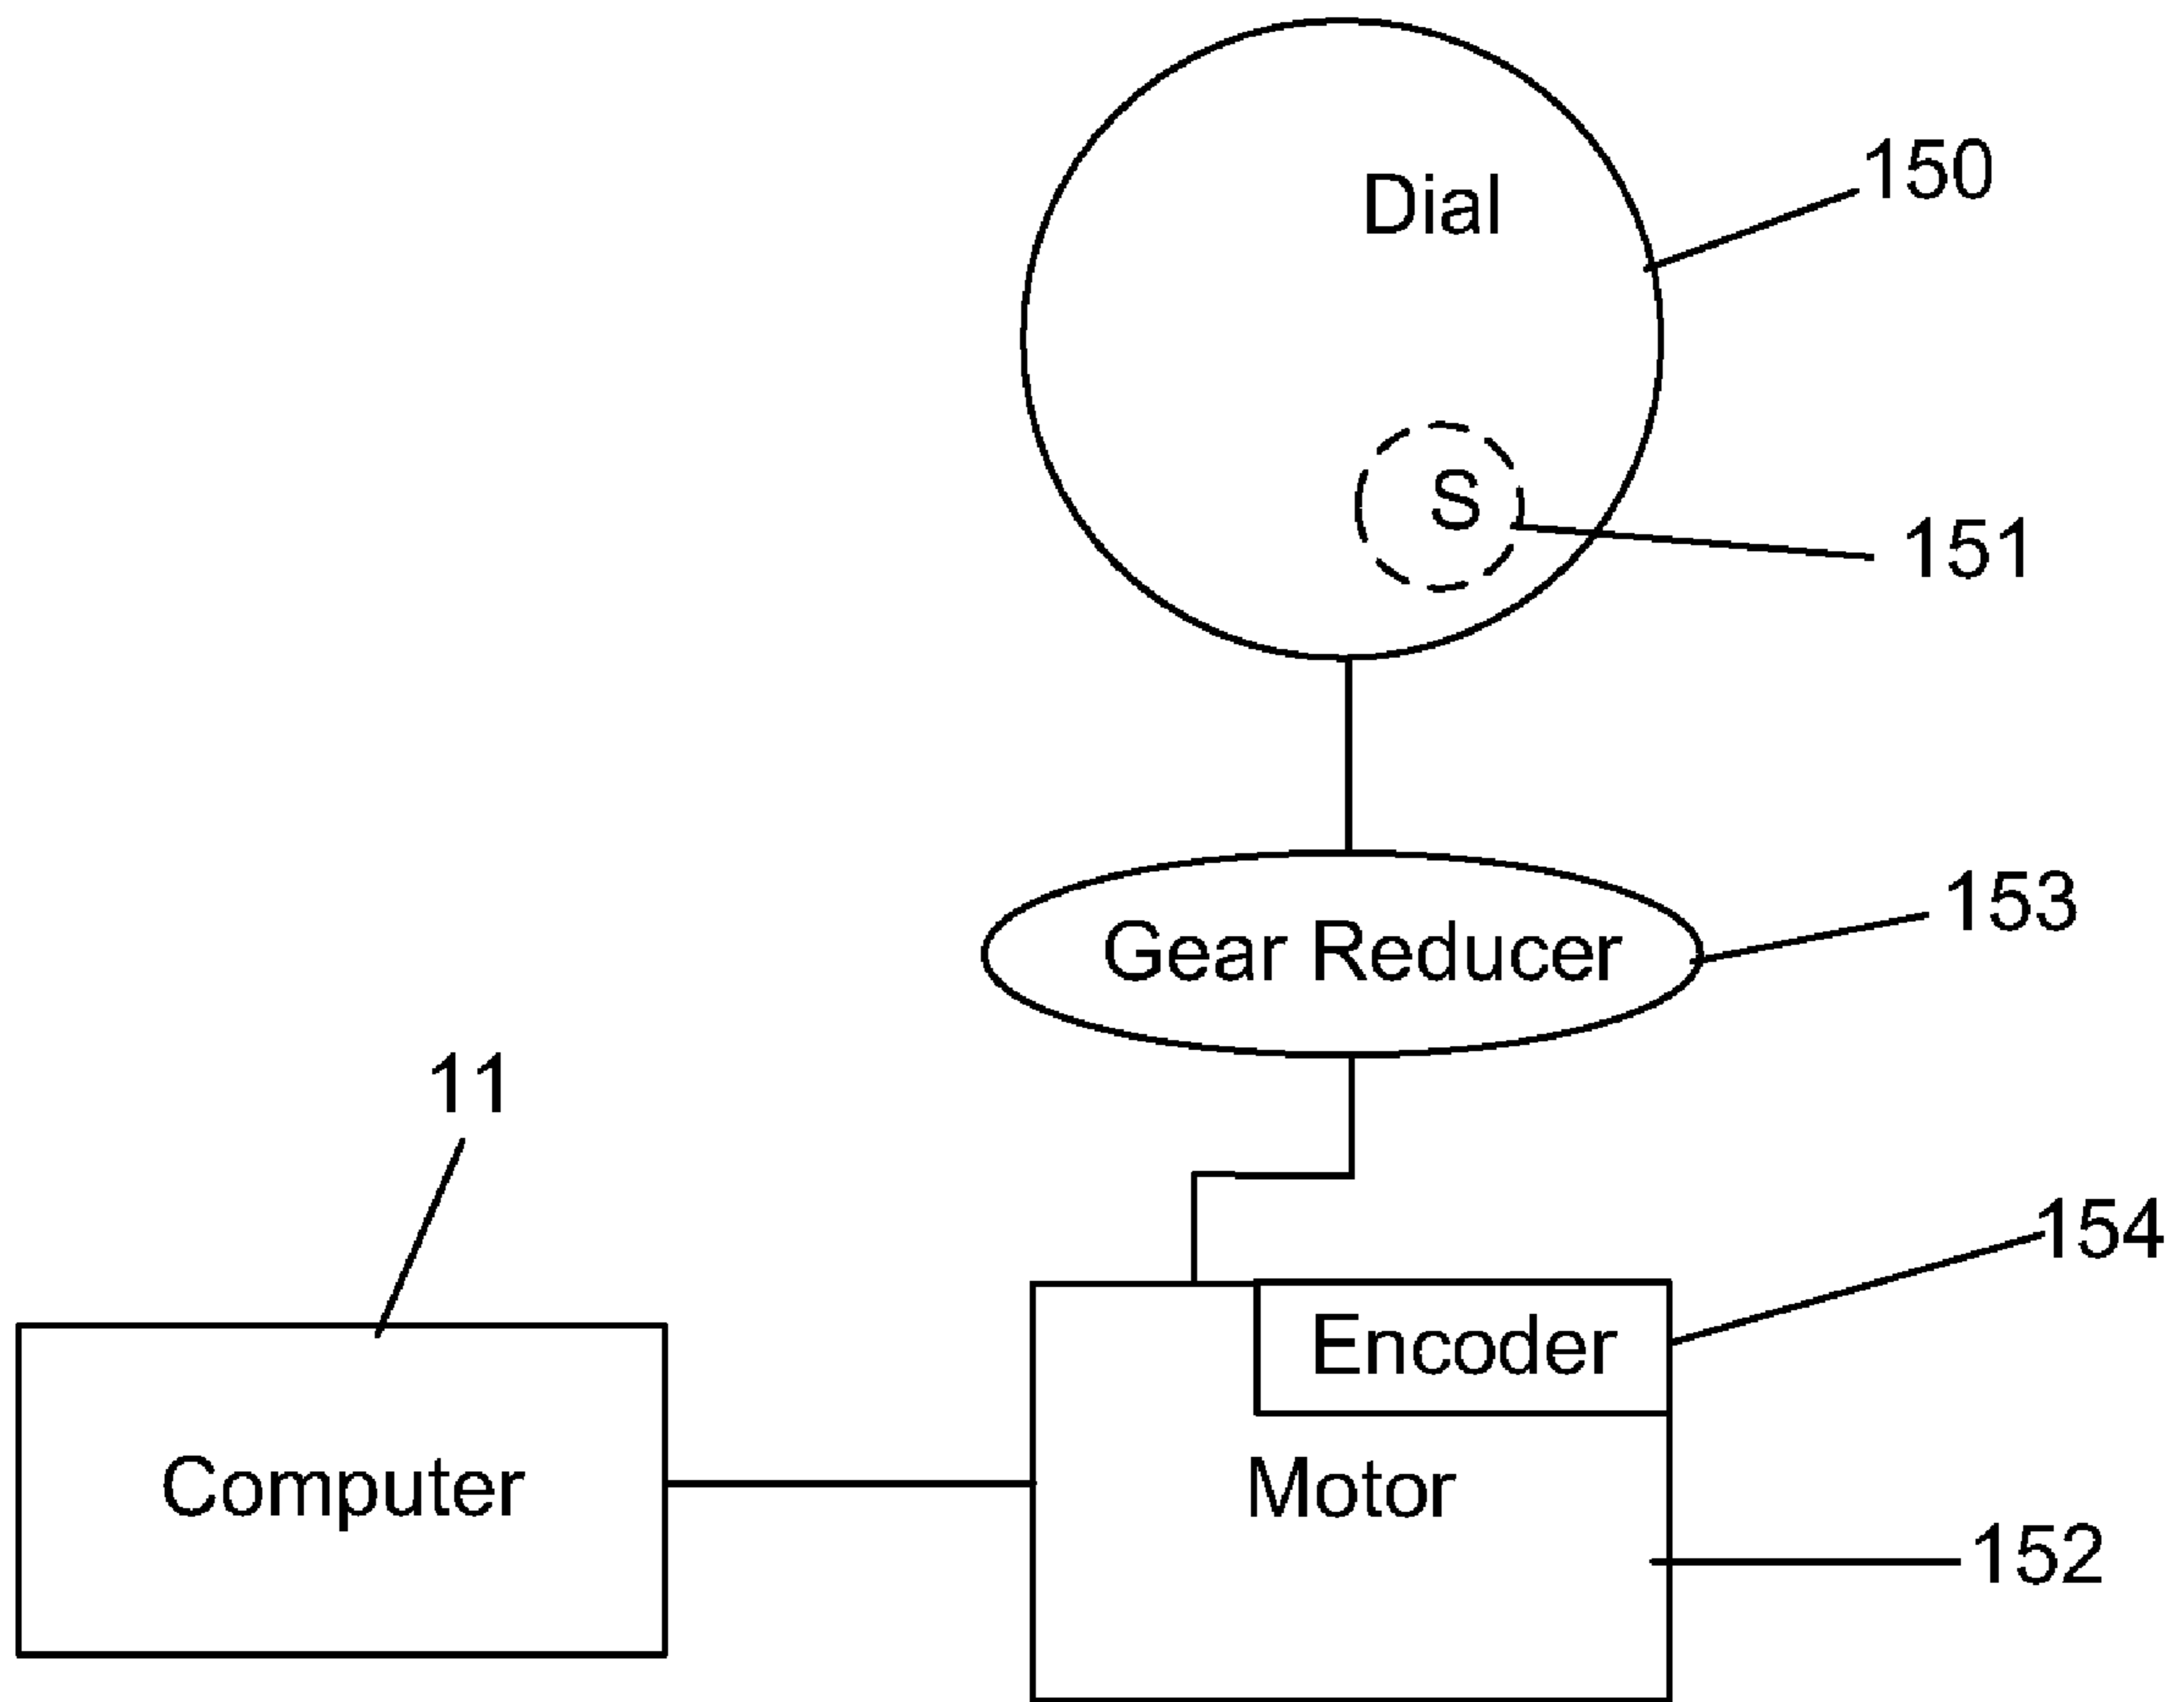 Dial
150
S
151
Gear Reducer
153
11
154
Encoder
Computer
Motor
152